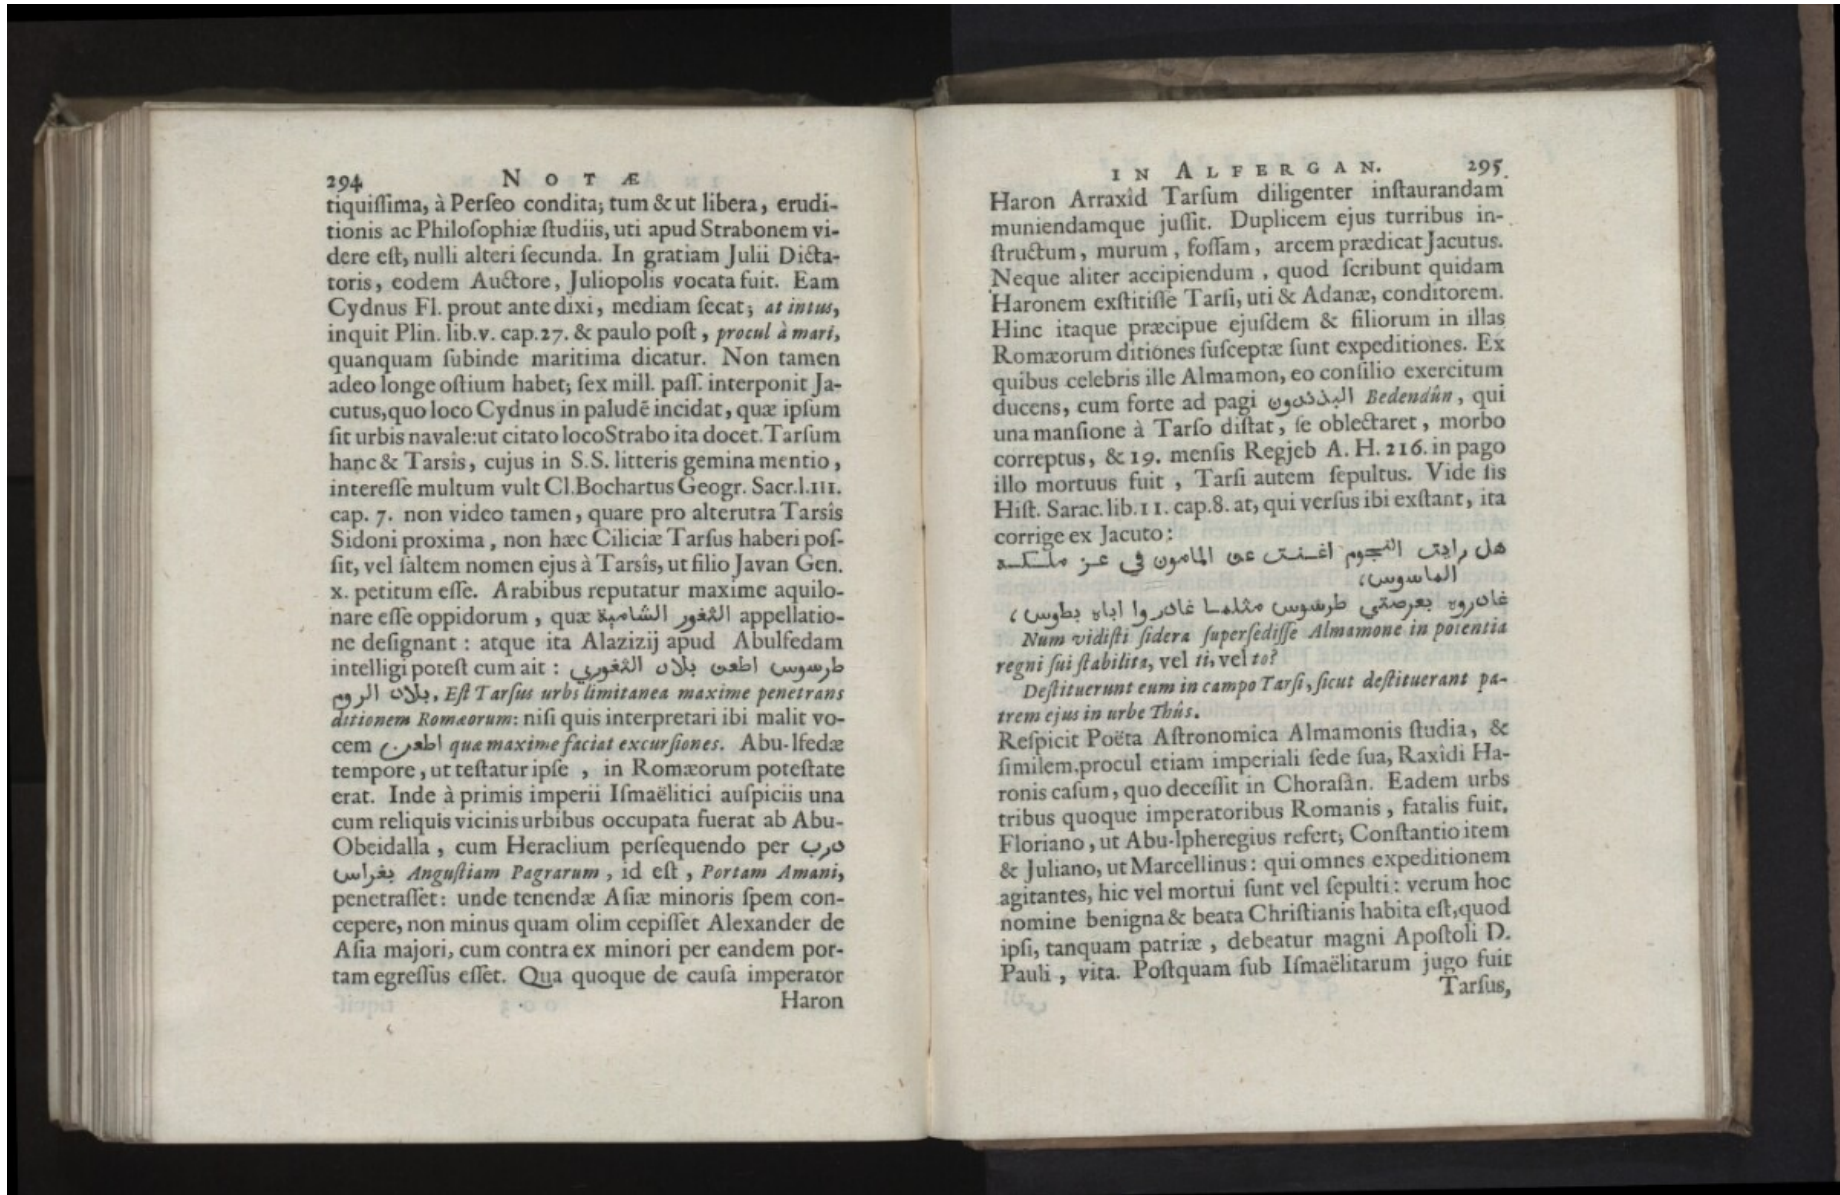 294 NOTÆ
tiquiſſima, à Perſeo condita; tum & ut libera, erudi-
tionis ac Philoſophiæ ſtudiis, uti apud Strabonem vi-
dere eſt, nulli alteri ſecunda. In gratiam Julii Dicta-
toris, eodem Auctore, Juliopolis vocata fuit. Eam
Cydnus Fl. prout ante dixi, mediam ſecat; at intus,
inquit Plin. lib.v. cap.27. & paulo poſt, procul à mari,
quanquam ſubinde maritima dicatur. Non tamen
adeo longe oſtium habet; ſex mill. paſſ. interponit Ja-
cutus,quo loco Cydnus in paludē incidat, quæ ipſum
ſit urbis navale:ut citato loco Strabo ita docet. Tarſum
hanc & Tarsîs, cujus in S.S. litteris gemina mentio,
intereſſe multum vult Cl.Bochartus Geogr. Sacr.l.III.
cap. 7. non video tamen, quare pro alterutra Tarsîs
Sidoni proxima, non hæc Ciliciæ Tarſus haberi poſ-
ſit, vel ſaltem nomen ejus à Tarsîs, ut filio Javan Gen.
x. petitum eſſe. Arabibus reputatur maxime aquilo-
nare eſſe oppidorum, quæ الثغور الشامية appellatio-
ne deſignant: atque ita Alazizij apud Abulfedam
intelligi poteſt cum ait: طرسوس اطعن بلاد الثغوري
بلاد الروم, Eſt Tarſus urbs limitanea maxime penetrans
ditionem Romæorum: niſi quis interpretari ibi malit vo-
cem اطعن quæ maxime faciat excurſiones. Abu-lfedæ
tempore, ut teſtatur ipſe, in Romæorum poteſtate
erat. Inde à primis imperii Iſmaëlitici auſpiciis una
cum reliquis vicinis urbibus occupata fuerat ab Abu-
Obeidalla, cum Heraclium perſequendo per درب
بغراس Anguſtiam Pagrarum, id eſt, Portam Amani,
penetraſſet: unde tenendæ Aſiæ minoris ſpem con-
cepere, non minus quam olim cepiſſet Alexander de
Aſia majori, cum contra ex minori per eandem por-
tam egreſſus eſſet. Qua quoque de cauſa imperator
Haron
IN ALFERGAN. 295
Haron Arraxîd Tarſum diligenter inſtaurandam
muniendamque juſſit. Duplicem ejus turribus in-
ſtructum, murum, foſſam, arcem prædicat Jacutus.
Neque aliter accipiendum, quod ſcribunt quidam
Haronem exſtitiſſe Tarſi, uti & Adanæ, conditorem.
Hinc itaque præcipue ejuſdem & filiorum in illas
Romæorum ditiones ſuſceptæ ſunt expeditiones. Ex
quibus celebris ille Almamon, eo conſilio exercitum
ducens, cum forte ad pagi البذندون Bedendûn, qui
una manſione à Tarſo diſtat, ſe oblectaret, morbo
correptus, & 19. menſis Regjeb A. H. 216. in pago
illo mortuus fuit, Tarſi autem ſepultus. Vide ſis
Hiſt. Sarac. lib. 11. cap.8. at, qui verſus ibi exſtant, ita
corrige ex Jacuto:
هل رايت النجوم اغنت عن المامون في عز ملكه
الماسوس،
غادروه بعرصتي طرسوس مثلما غادروا اباه بطوس،
Num vidiſti ſidera ſuperſediſſe Almamone in potentia
regni ſui ſtabilita, vel ti, vel to?
Deſtituerunt eum in campo Tarſi, ſicut deſtituerant pa-
trem ejus in urbe Thûs.
Reſpicit Poëta Aſtronomica Almamonis ſtudia, &
ſimilem,procul etiam imperiali ſede ſua, Raxîdi Ha-
ronis caſum, quo deceſſit in Choraſân. Eadem urbs
tribus quoque imperatoribus Romanis, fatalis fuit.
Floriano, ut Abu-lpheregius refert; Conſtantio item
& Juliano, ut Marcellinus: qui omnes expeditionem
agitantes, hic vel mortui ſunt vel ſepulti: verum hoc
nomine benigna & beata Chriſtianis habita eſt,quod
ipſi, tanquam patriæ, debeatur magni Apoſtoli D.
Pauli, vita. Poſtquam ſub Iſmaëlitarum jugo fuit
Tarſus,